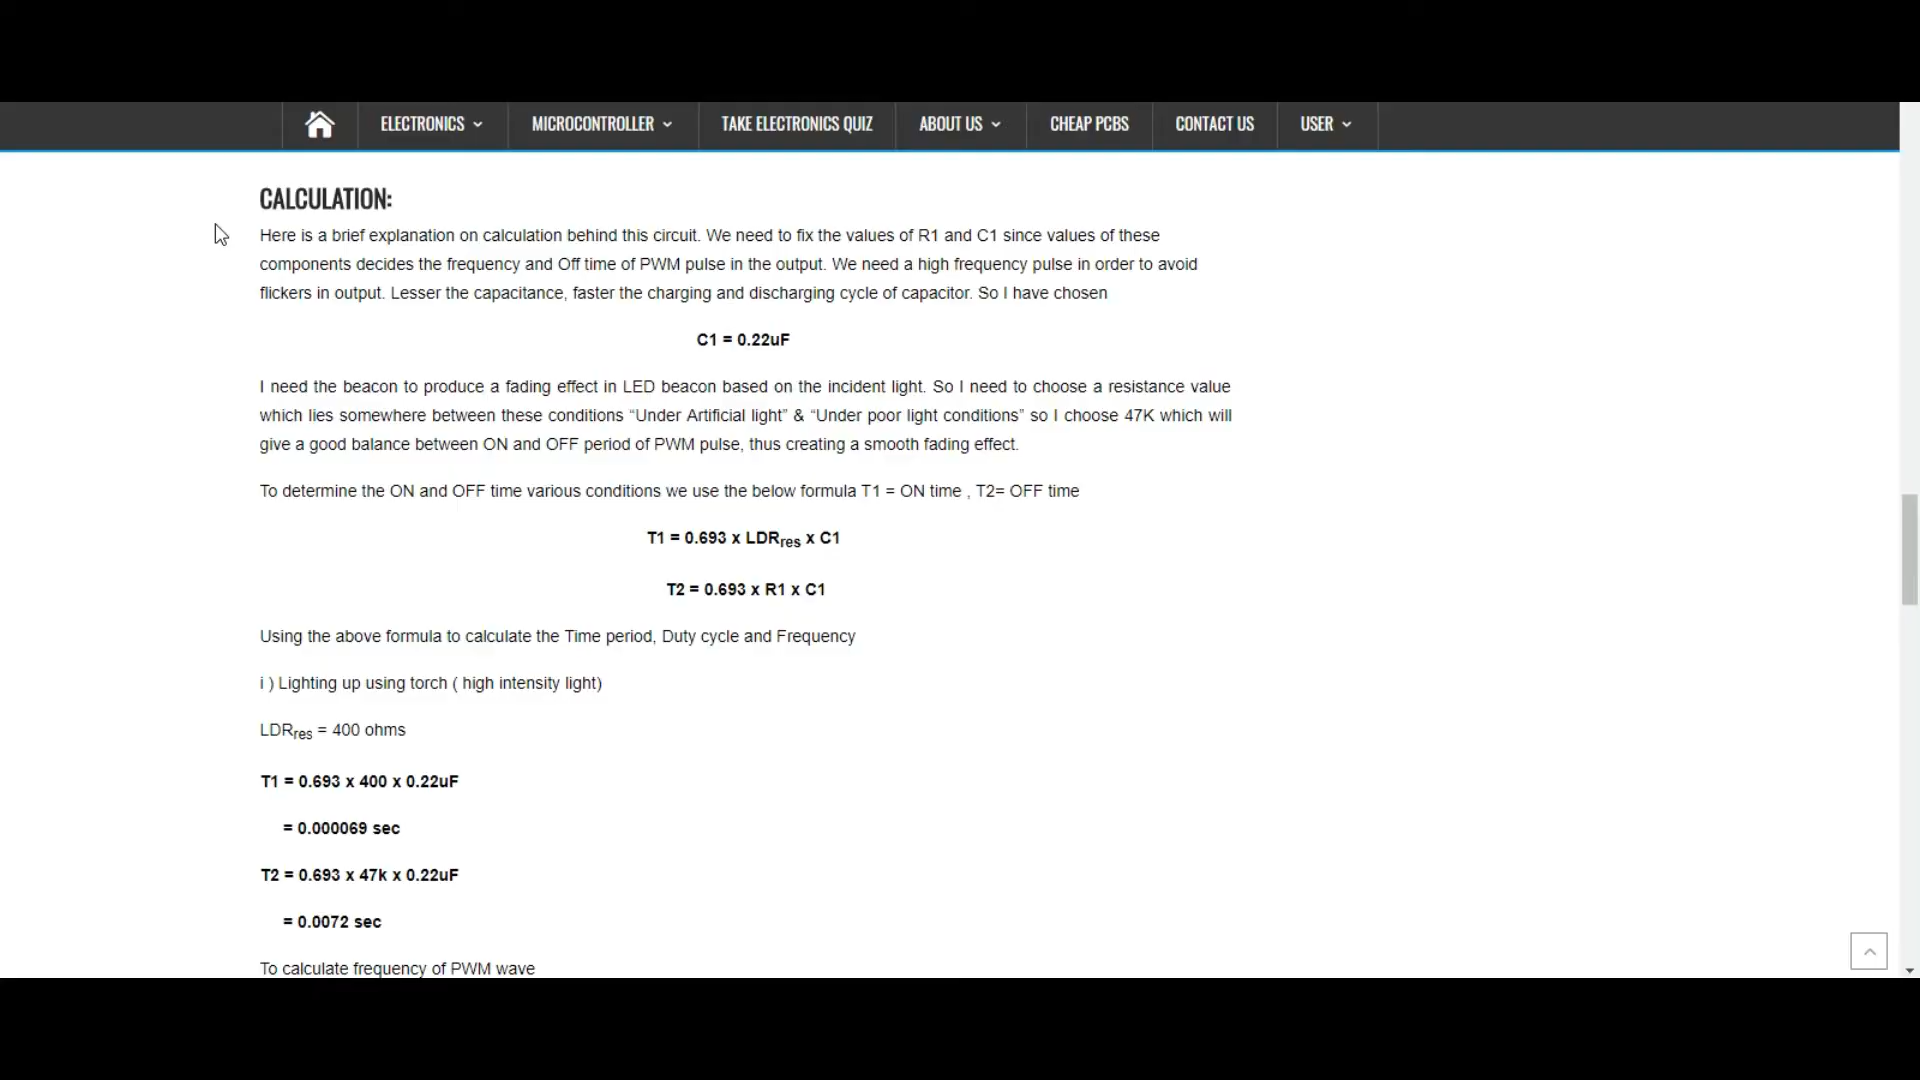 ELECTRONICS MICROCONTROLLER TAKE ELECTRONICS QUIZ ABOUT US CHEAP PCBS CONTACT US USER
CALCULATION:
Here is a brief explanation on calculation behind this circuit. We need to fix the values of R1 and C1 since values of these
components decides the frequency and Off time of PWM pulse in the output. We need a high frequency pulse in order to avoid
flickers in output. Lesser the capacitance, faster the charging and discharging cycle of capacitor. So I have chosen
C1 = 0.22uF
I need the beacon to produce a fading effect in LED beacon based on the incident light. So I need to choose a resistance value
which lies somewhere between these conditions “Under Artificial light” & “Under poor light conditions” so I choose 47K which will
give a good balance between ON and OFF period of PWM pulse, thus creating a smooth fading effect.
To determine the ON and OFF time various conditions we use the below formula T1 = ON time , T2= OFF time
T1 = 0.693 x LDRres x C1
T2 = 0.693 x R1 x C1
Using the above formula to calculate the Time period, Duty cycle and Frequency
i ) Lighting up using torch ( high intensity light)
LDRres = 400 ohms
T1 = 0.693 x 400 x 0.22uF
= 0.000069 sec
T2 = 0.693 x 47k x 0.22uF
= 0.0072 sec
To calculate frequency of PWM wave